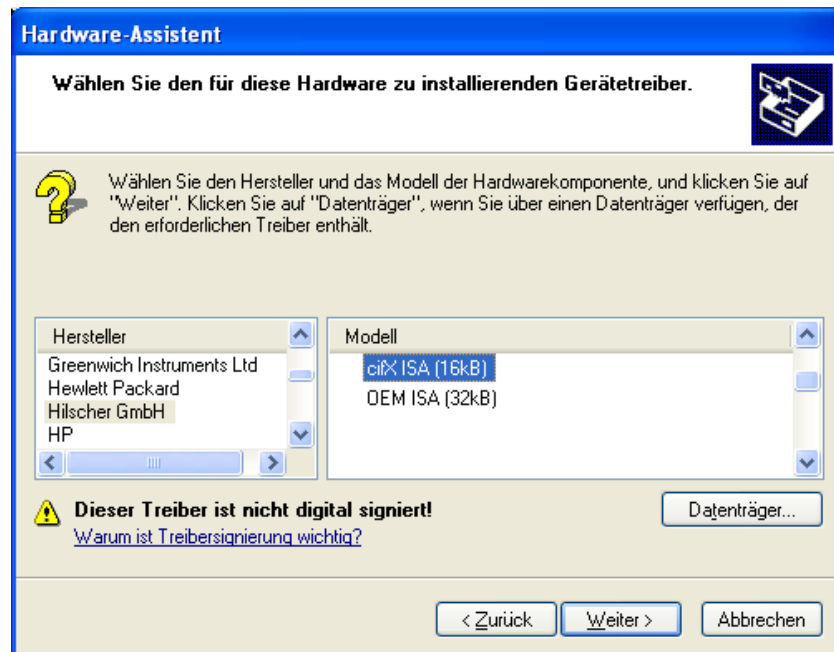 Hardware-Assistent
Wählen Sie den für diese Hardware zu installierenden Gerätetreiber.
Wählen Sie den Hersteller und das Modell der Hardwarekomponente, und klicken Sie auf
"Weiter". Klicken Sie auf "Datenträger", wenn Sie über einen Datenträger verfügen, der
den erforderlichen Treiber enthält.
Hersteller
Greenwich Instruments Ltd
Hewlett Packard
Hilscher GmbH
HP
Modell
cifX ISA (16kB)
OEM ISA (32kB)
Dieser Treiber ist nicht digital signiert!
Warum ist Treibersignierung wichtig?
Datenträger...
< Zurück
Weiter >
Abbrechen